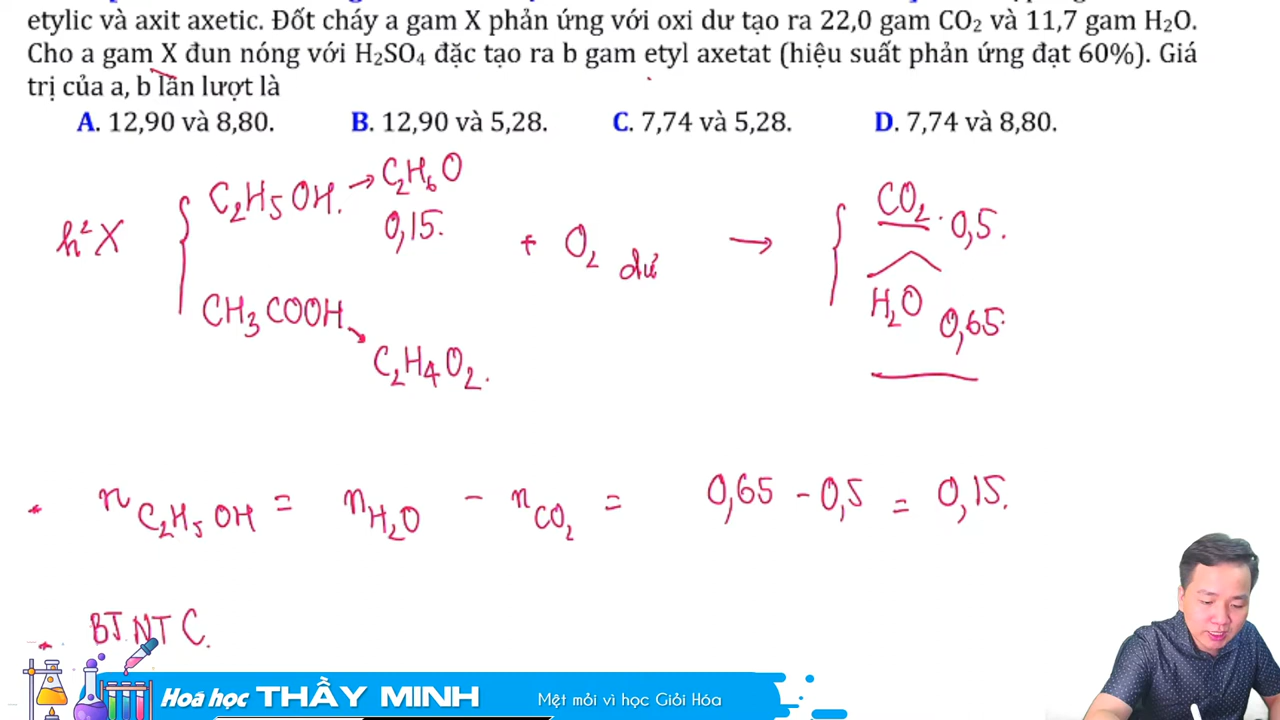 etylic và axit axetic. Đốt cháy a gam X phản ứng với oxi dư tạo ra 22,0 gam CO₂ và 11,7 gam H₂O.
Cho a gam X đun nóng với H₂SO₄ đặc tạo ra b gam etyl axetat (hiệu suất phản ứng đạt 60%). Giá
trị của a, b lần lượt là
A. 12,90 và 8,80. B. 12,90 và 5,28. C. 7,74 và 5,28. D. 7,74 và 8,80.
C₂H₅OH. → C₂H₆O
0,15.
h² X + O₂ dư → CO₂. 0,5.
H₂O 0,65.
CH₃COOH → C₂H₄O₂.
n C₂H₅OH = n H₂O - n CO₂ = 0,65 - 0,5 = 0,15.
BT NT C.
Hoá học THẦY MINH Mệt mỏi vì học Giỏi Hóa